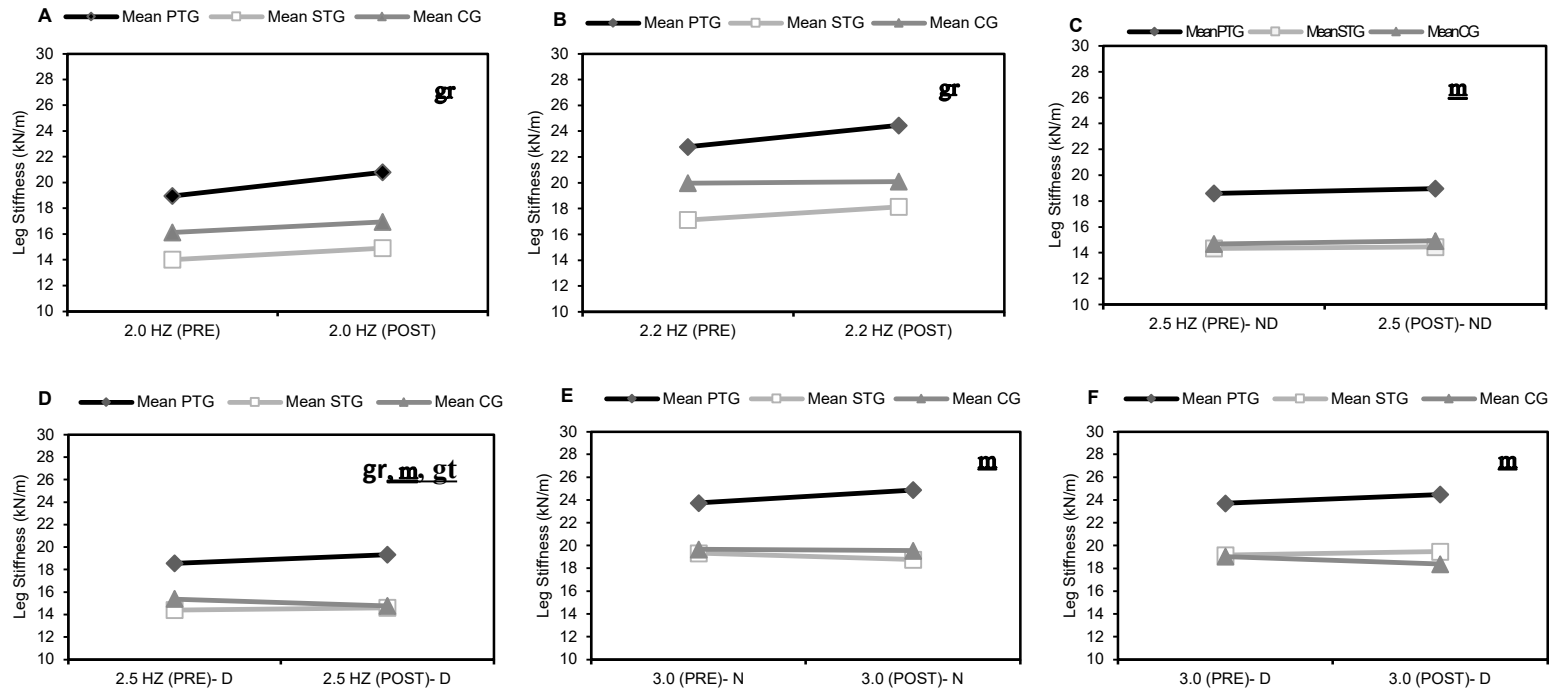 A
Mean PTG Mean STG Mean CG
Leg Stiffness (kN/m)
30
28
26
24
22
20
18
16
14
12
10
gr
2.0 HZ (PRE) 2.0 HZ (POST)
B
Mean PTG Mean STG Mean CG
Leg Stiffness (kN/m)
30
28
26
24
22
20
18
16
14
12
10
gr
2.2 HZ (PRE) 2.2 HZ (POST)
C
MeanPTG MeanSTG MeanCG
Leg Stiffness (kN/m)
30
28
26
24
22
20
18
16
14
12
10
m
2.5 HZ (PRE)- ND 2.5 (POST)- ND
D
Mean PTG Mean STG Mean CG
Leg Stiffness (kN/m)
30
28
26
24
22
20
18
16
14
12
10
gr, m, gt
2.5 HZ (PRE)- D 2.5 HZ (POST)- D
E
Mean PTG Mean STG Mean CG
Leg Stiffness (kN/m)
30
28
26
24
22
20
18
16
14
12
10
m
3.0 (PRE)- N 3.0 (POST)- N
F
Mean PTG Mean STG Mean CG
Leg Stiffness (kN/m)
30
28
26
24
22
20
18
16
14
12
10
m
3.0 (PRE)- D 3.0 (POST)- D